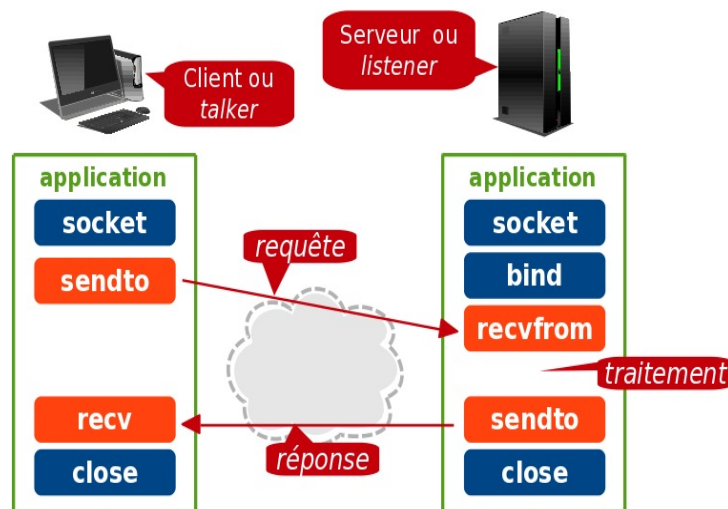 Serveur ou
listener
Client ou
talker
application
socket
sendto
recv
close
requête
réponse
application
socket
bind
recvfrom
traitement
sendto
close